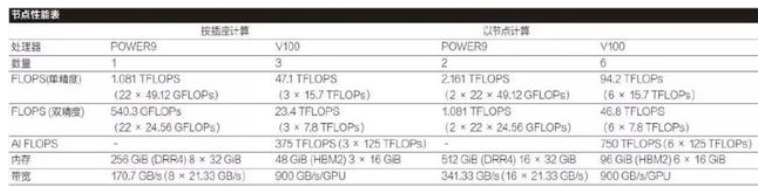 节点性能表
按插座计算 以节点计算
处理器 POWER9 V100 POWER9 V100
数量 1 3 2 6
FLOPS(单精度) 1.081 TFLOPS 47.1 TFLOPS 2.161 TFLOPS 94.2 TFLOPs
(22 × 49.12 GFLOPs) (3 × 15.7 TFLOPs) (2 × 22 × 49.12 GFLOPs) (6 × 15.7 TFLOPs)
FLOPS (双精度) 540.3 GFLOPs 23.4 TFLOPS 1.081 TFLOPS 46.8 TFLOPS
(22 × 24.56 GFLOPs) (3 × 7.8 TFLOPs) (2 × 22 × 24.56 GFLOPs) (6 × 7.8 TFLOPs)
AI FLOPS - 375 TFLOPS (3 × 125 TFLOPs) - 750 TFLOPS (6 × 125 TFLOPs)
内存 256 GiB (DRR4) 8 × 32 GiB 48 GiB (HBM2) 3 × 16 GiB 512 GiB (DRR4) 16 × 32 GiB 96 GiB (HBM2) 6 × 16 GiB
带宽 170.7 GB/s (8 × 21.33 GB/s) 900 GB/s/GPU 341.33 GB/s (16 × 21.33 GB/s) 900 GB/s/GPU